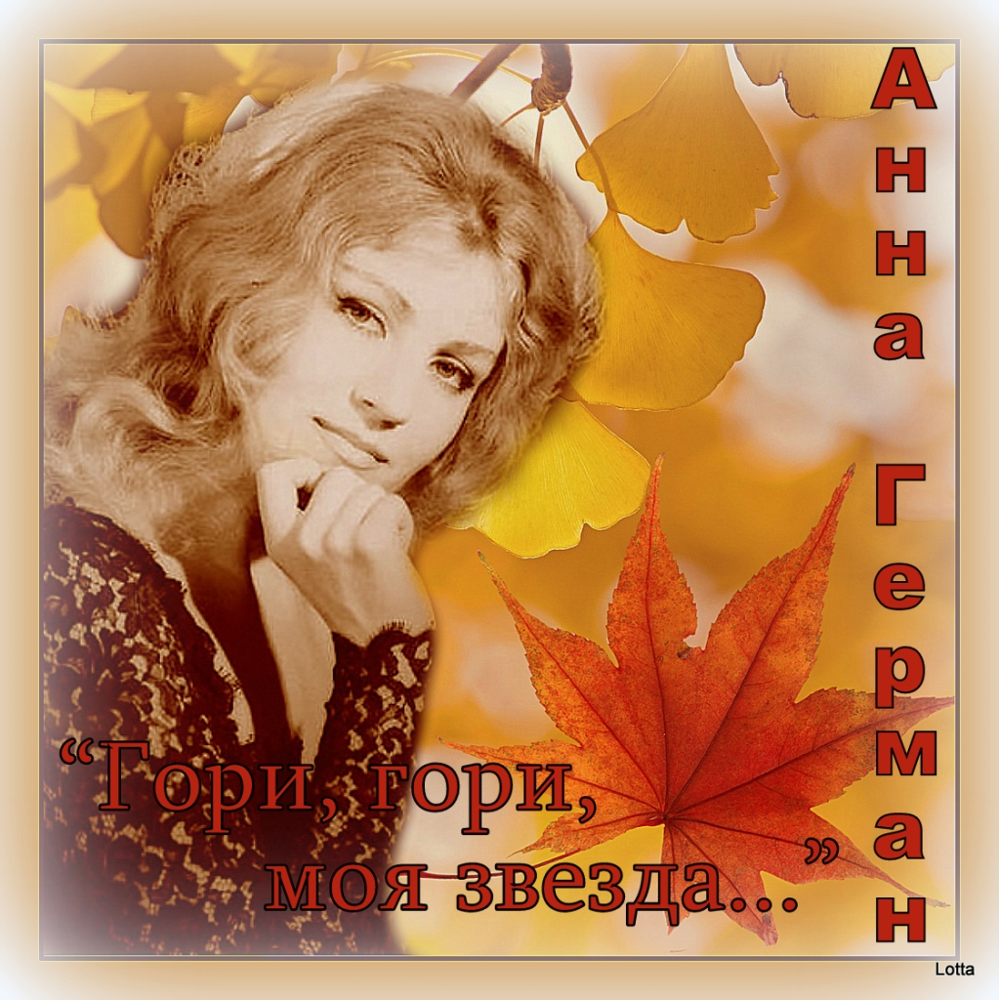 Анна Герман
“Гори, гори,
моя звезда...”
Lotta